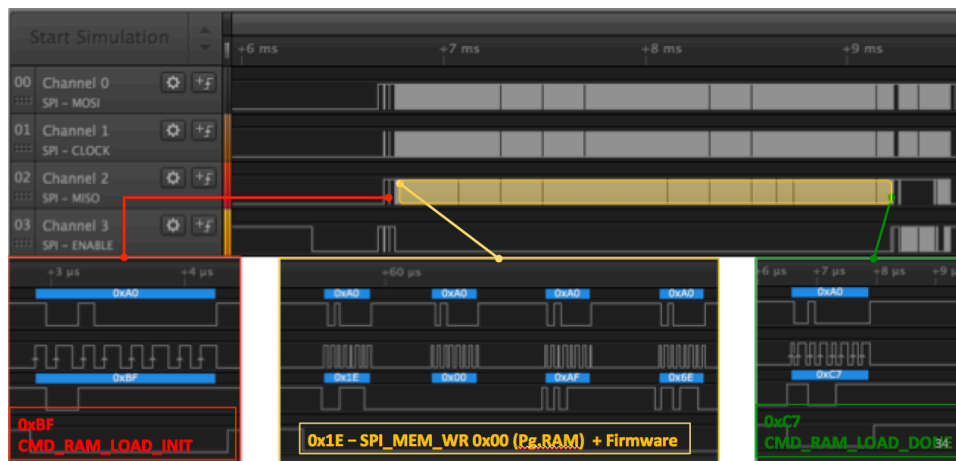 Start Simulation
+6 ms
+7 ms
+8 ms
+9 ms
00 Channel 0
SPI - MOSI
01 Channel 1
SPI - CLOCK
02 Channel 2
SPI - MISO
03 Channel 3
SPI - ENABLE
+3 µs
+4 µs
0xA0
0xBF
0xBF
CMD_RAM_LOAD_INIT
+60 µs
0xA0 0xA0 0xA0 0xA0
0x1E 0x00 0xAF 0x6E
0x1E – SPI_MEM_WR 0x00 (Pg.RAM) + Firmware
+6 µs +7 µs +8 µs +9 µ
0xA0
0xC7
0xC7
CMD_RAM_LOAD_DONE
34